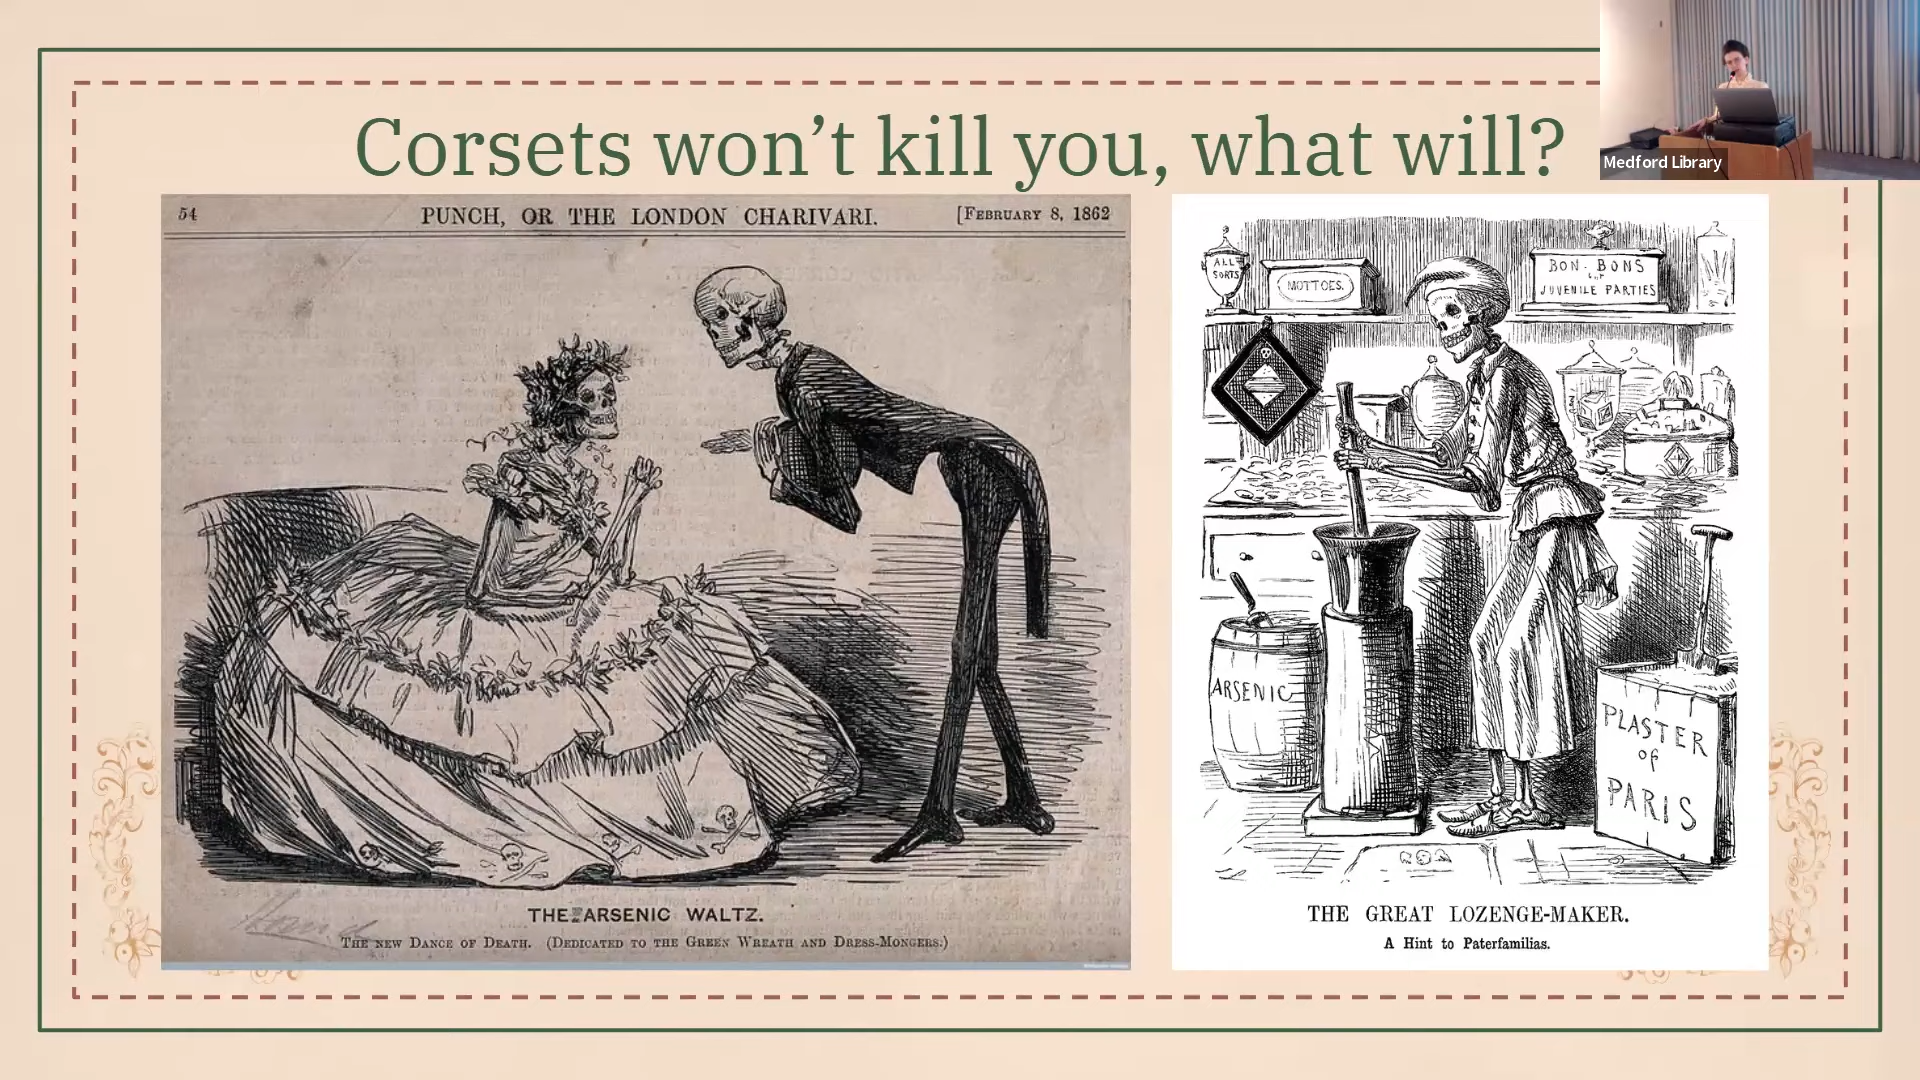 Corsets won't kill you, what will?
Medford Library
54
PUNCH, OR THE LONDON CHARIVARI.
[FEBRUARY 8, 1862
THE ARSENIC WALTZ.
THE NEW DANCE OF DEATH. (DEDICATED TO THE GREEN WREATH AND DRESS-MONGERS.)
ALL
SORTS
MOTTOES.
BON-BONS
FOR
JUVENILE PARTIES
ARSENIC
PLASTER
OF
PARIS
THE GREAT LOZENGE-MAKER.
A Hint to Paterfamilias.